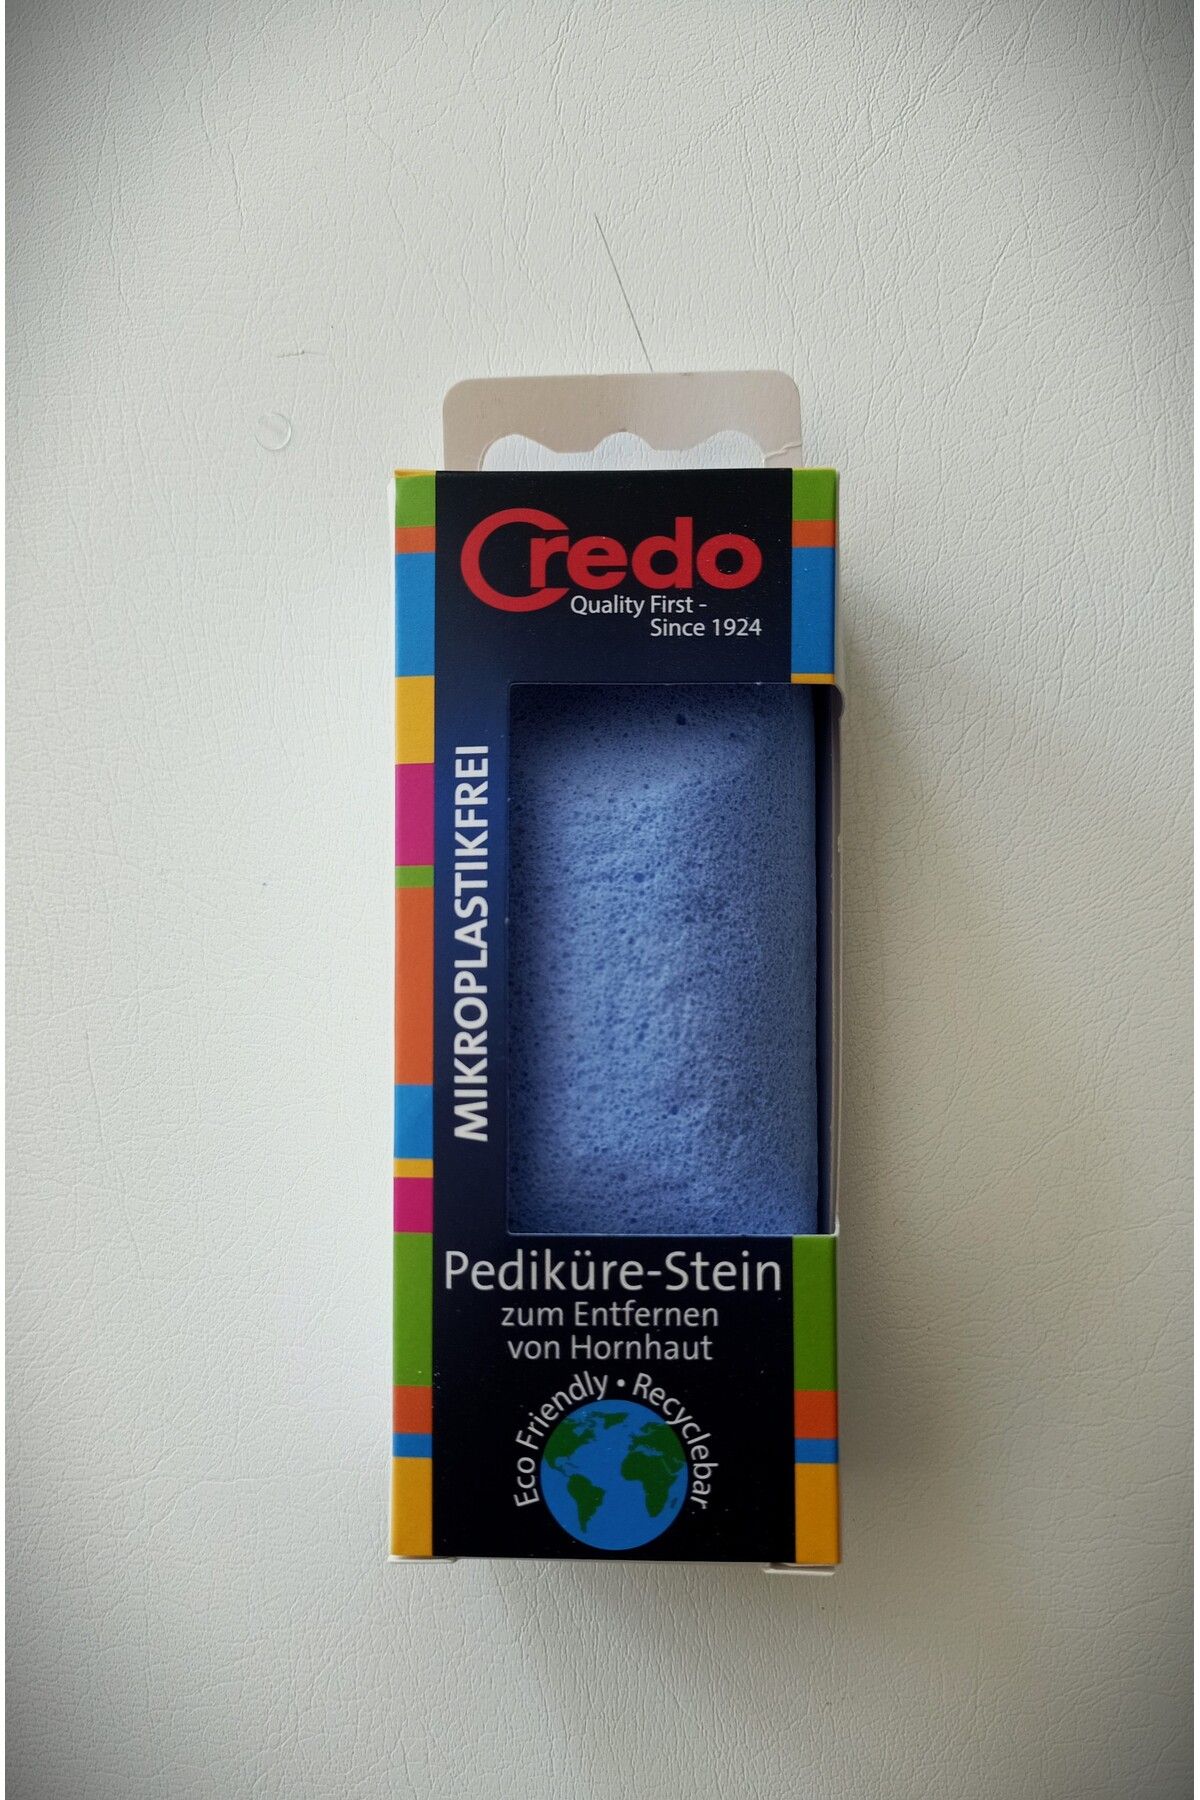 Credo
Quality First -
Since 1924
MIKROPLASTIKFREI
Pediküre-Stein
zum Entfernen
von Hornhaut
Eco Friendly • Recyclebar